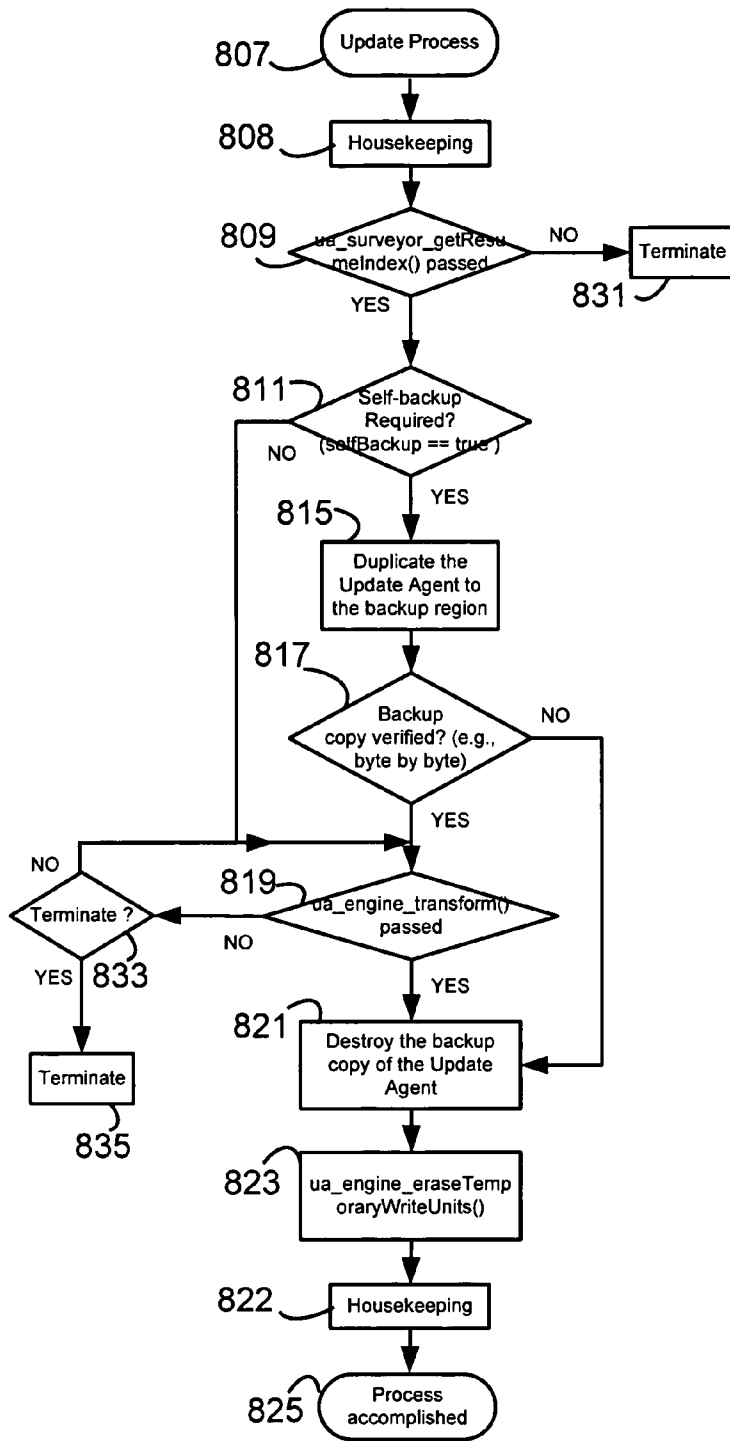 807
Update Process
808
Housekeeping
809
ua_surveyor_getResu
meIndex() passed
NO
Terminate
831
YES
811
Self-backup
Required?
(selfBackup == true )
NO
YES
815
Duplicate the
Update Agent to
the backup region
817
Backup
copy verified? (e.g.,
byte by byte)
NO
YES
NO
819
ua_engine_transform()
passed
Terminate ?
NO
833
YES
YES
821
Destroy the backup
copy of the Update
Agent
Terminate
835
823
ua_engine_eraseTemp
oraryWriteUnits()
822
Housekeeping
825
Process
accomplished